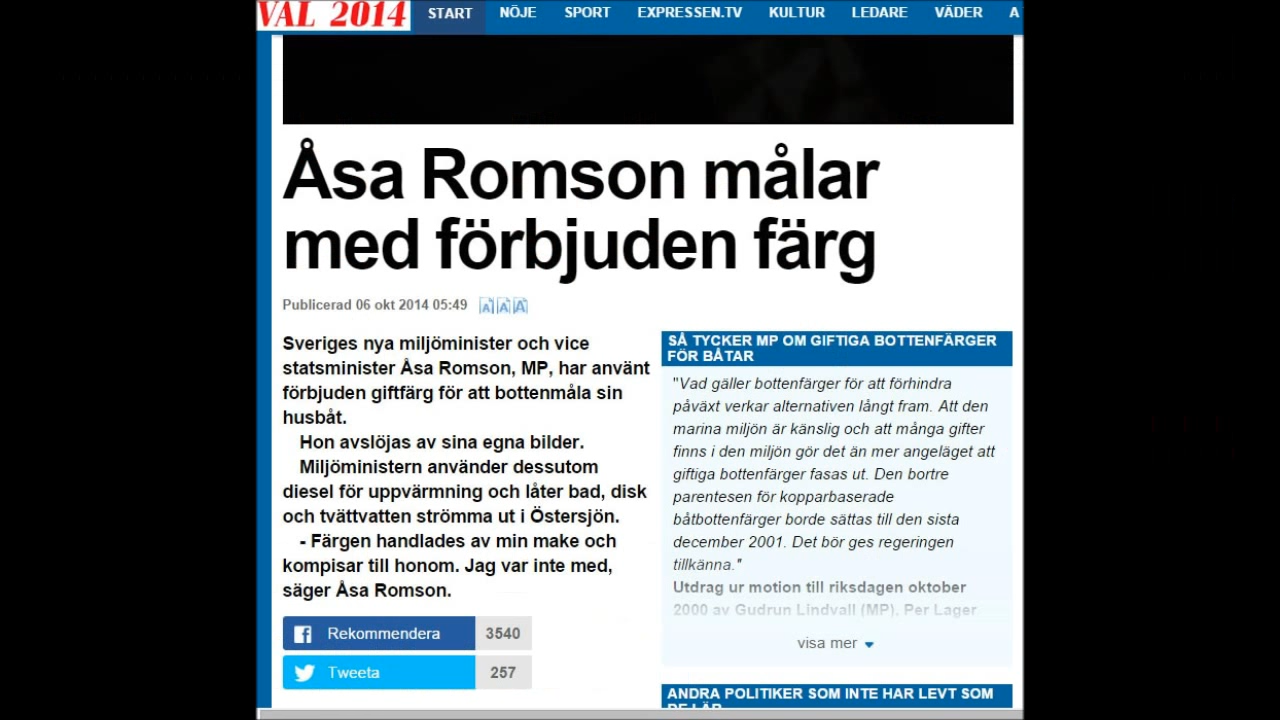 VAL 2014 START NÖJE SPORT EXPRESSEN.TV KULTUR LEDARE VÄDER A
Åsa Romson målar
med förbjuden färg
Publicerad 06 okt 2014 05:49 A A A
Sveriges nya miljöminister och vice
statsminister Åsa Romson, MP, har använt
förbjuden giftfärg för att bottenmåla sin
husbåt.
Hon avslöjas av sina egna bilder.
Miljöministern använder dessutom
diesel för uppvärmning och låter bad, disk
och tvättvatten strömma ut i Östersjön.
- Färgen handlades av min make och
kompisar till honom. Jag var inte med,
säger Åsa Romson.
Rekommendera 3540
Tweeta 257
SÅ TYCKER MP OM GIFTIGA BOTTENFÄRGER
FÖR BÅTAR
"Vad gäller bottenfärger för att förhindra
påväxt verkar alternativen långt fram. Att den
marina miljön är känslig och att många gifter
finns i den miljön gör det än mer angeläget att
giftiga bottenfärger fasas ut. Den bortre
parentesen för kopparbaserade
båtbottenfärger borde sättas till den sista
december 2001. Det bör ges regeringen
tillkänna."
Utdrag ur motion till riksdagen oktober
2000 av Gudrun Lindvall (MP), Per Lager
visa mer
ANDRA POLITIKER SOM INTE HAR LEVT SOM
DE LÄR